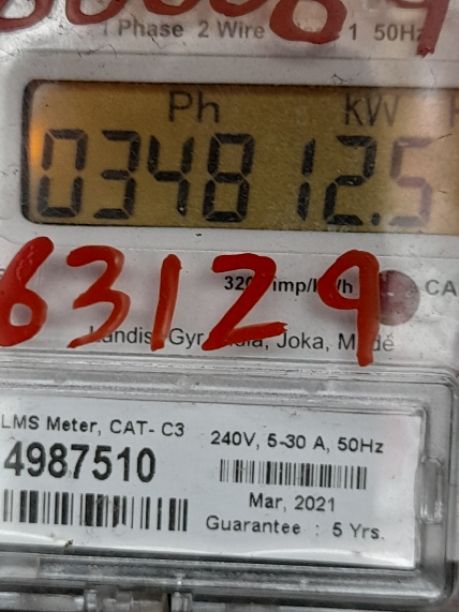 1 Phase 2 Wire 1 50Hz
Ph KW
034812.5
63129
imp/ CA
Gyr Joka,
LMS Meter, CAT- C3
240V, 5-30 A, 50Hz
4987510
Mar, 2021
Guarantee : 5 Yrs.